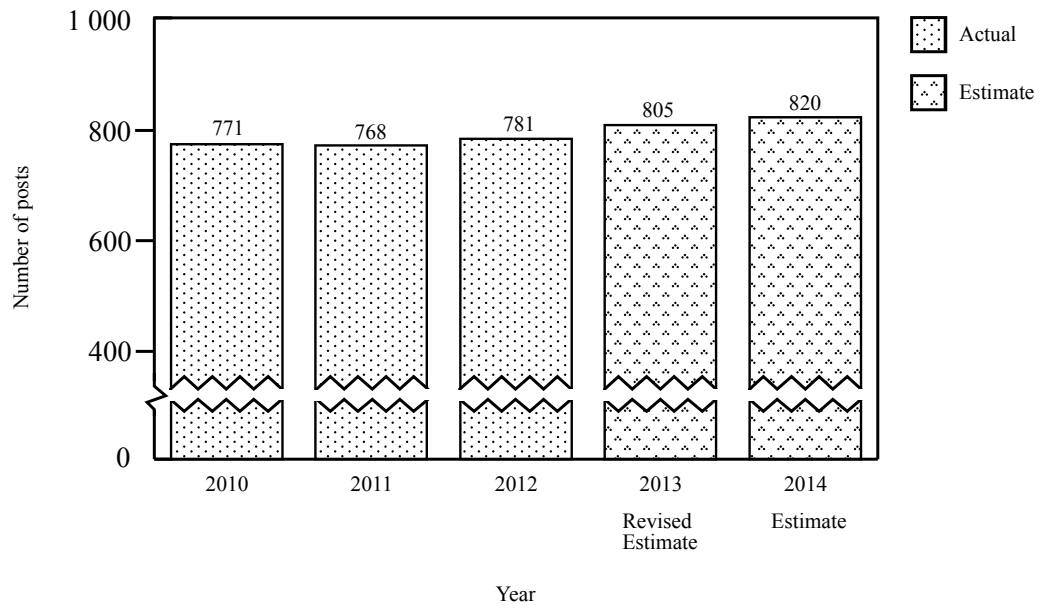 1 000
800
600
400
0
Number of posts
771
768
781
805
820
2010
2011
2012
2013
2014
Revised
Estimate
Estimate
Year
Actual
Estimate